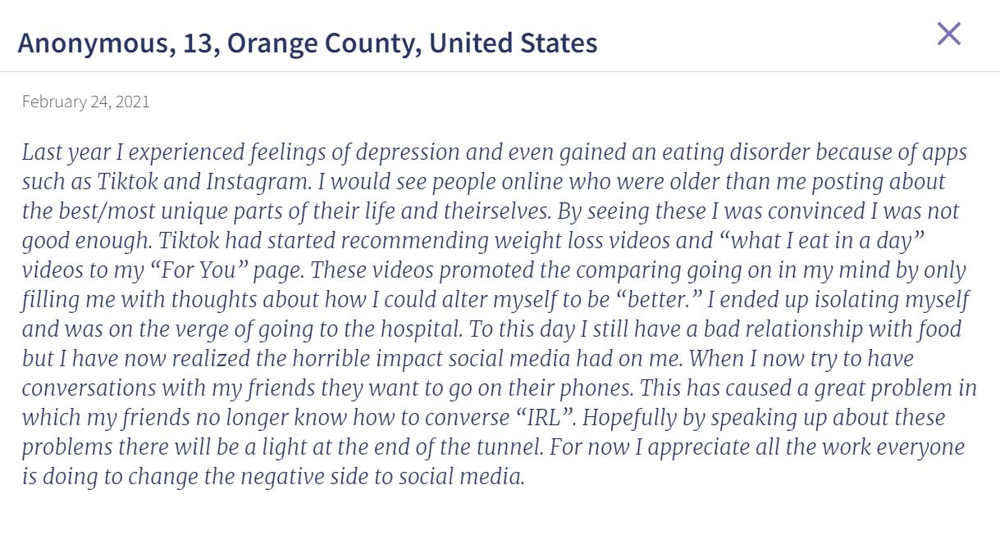 Anonymous, 13, Orange County, United States
February 24, 2021
Last year I experienced feelings of depression and even gained an eating disorder because of apps
such as Tiktok and Instagram. I would see people online who were older than me posting about
the best/most unique parts of their life and theirselves. By seeing these I was convinced I was not
good enough. Tiktok had started recommending weight loss videos and “what I eat in a day”
videos to my “For You” page. These videos promoted the comparing going on in my mind by only
filling me with thoughts about how I could alter myself to be “better.” I ended up isolating myself
and was on the verge of going to the hospital. To this day I still have a bad relationship with food
but I have now realized the horrible impact social media had on me. When I now try to have
conversations with my friends they want to go on their phones. This has caused a great problem in
which my friends no longer know how to converse “IRL”. Hopefully by speaking up about these
problems there will be a light at the end of the tunnel. For now I appreciate all the work everyone
is doing to change the negative side to social media.